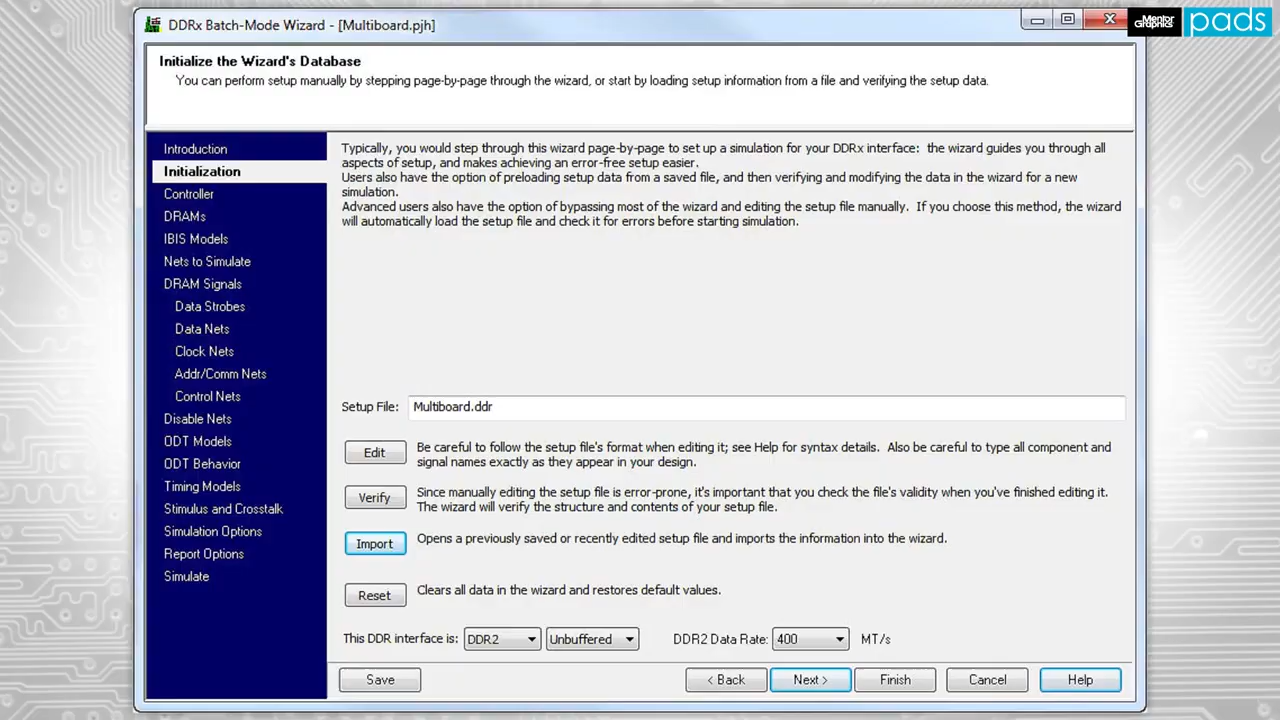 DDRx Batch-Mode Wizard - [Multiboard.pjh]
Mentor Graphics
pads
Initialize the Wizard's Database
You can perform setup manually by stepping page-by-page through the wizard, or start by loading setup information from a file and verifying the setup data.
Introduction
Initialization
Controller
DRAMs
IBIS Models
Nets to Simulate
DRAM Signals
Data Strobes
Data Nets
Clock Nets
Addr/Comm Nets
Control Nets
Disable Nets
ODT Models
ODT Behavior
Timing Models
Stimulus and Crosstalk
Simulation Options
Report Options
Simulate
Typically, you would step through this wizard page-by-page to set up a simulation for your DDRx interface: the wizard guides you through all
aspects of setup, and makes achieving an error-free setup easier.
Users also have the option of preloading setup data from a saved file, and then verifying and modifying the data in the wizard for a new
simulation.
Advanced users also have the option of bypassing most of the wizard and editing the setup file manually. If you choose this method, the wizard
will automatically load the setup file and check it for errors before starting simulation.
Setup File: Multiboard.ddr
Edit
Be careful to follow the setup file's format when editing it; see Help for syntax details. Also be careful to type all component and
signal names exactly as they appear in your design.
Verify
Since manually editing the setup file is error-prone, it's important that you check the file's validity when you've finished editing it.
The wizard will verify the structure and contents of your setup file.
Import
Opens a previously saved or recently edited setup file and imports the information into the wizard.
Reset
Clears all data in the wizard and restores default values.
This DDR interface is: DDR2 Unbuffered DDR2 Data Rate: 400 MT/s
Save < Back Next > Finish Cancel Help